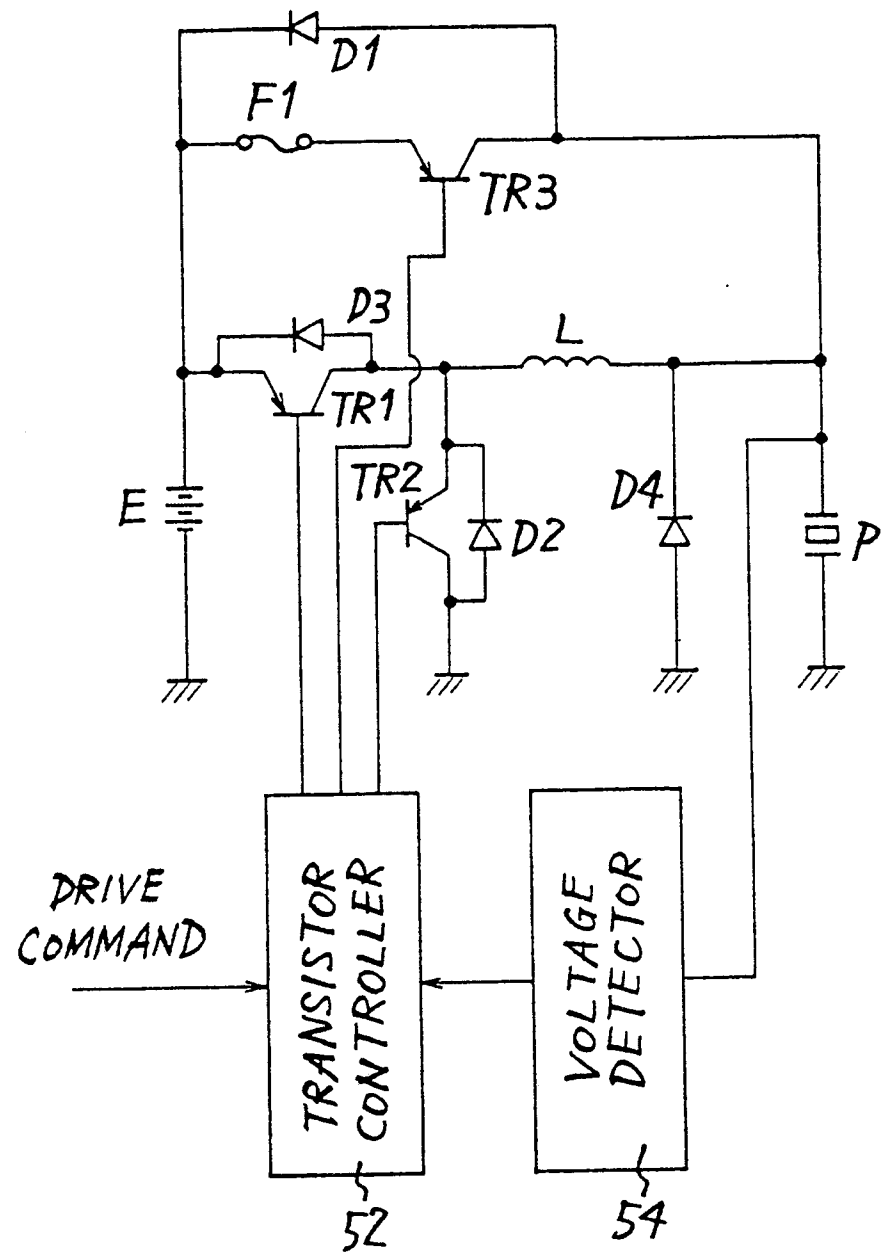 D1
F1
TR3
D3
L
TR1
TR2
E
D2
D4
P
DRIVE
COMMAND
TRANSISTOR
CONTROLLER
VOLTAGE
DETECTOR
52
54